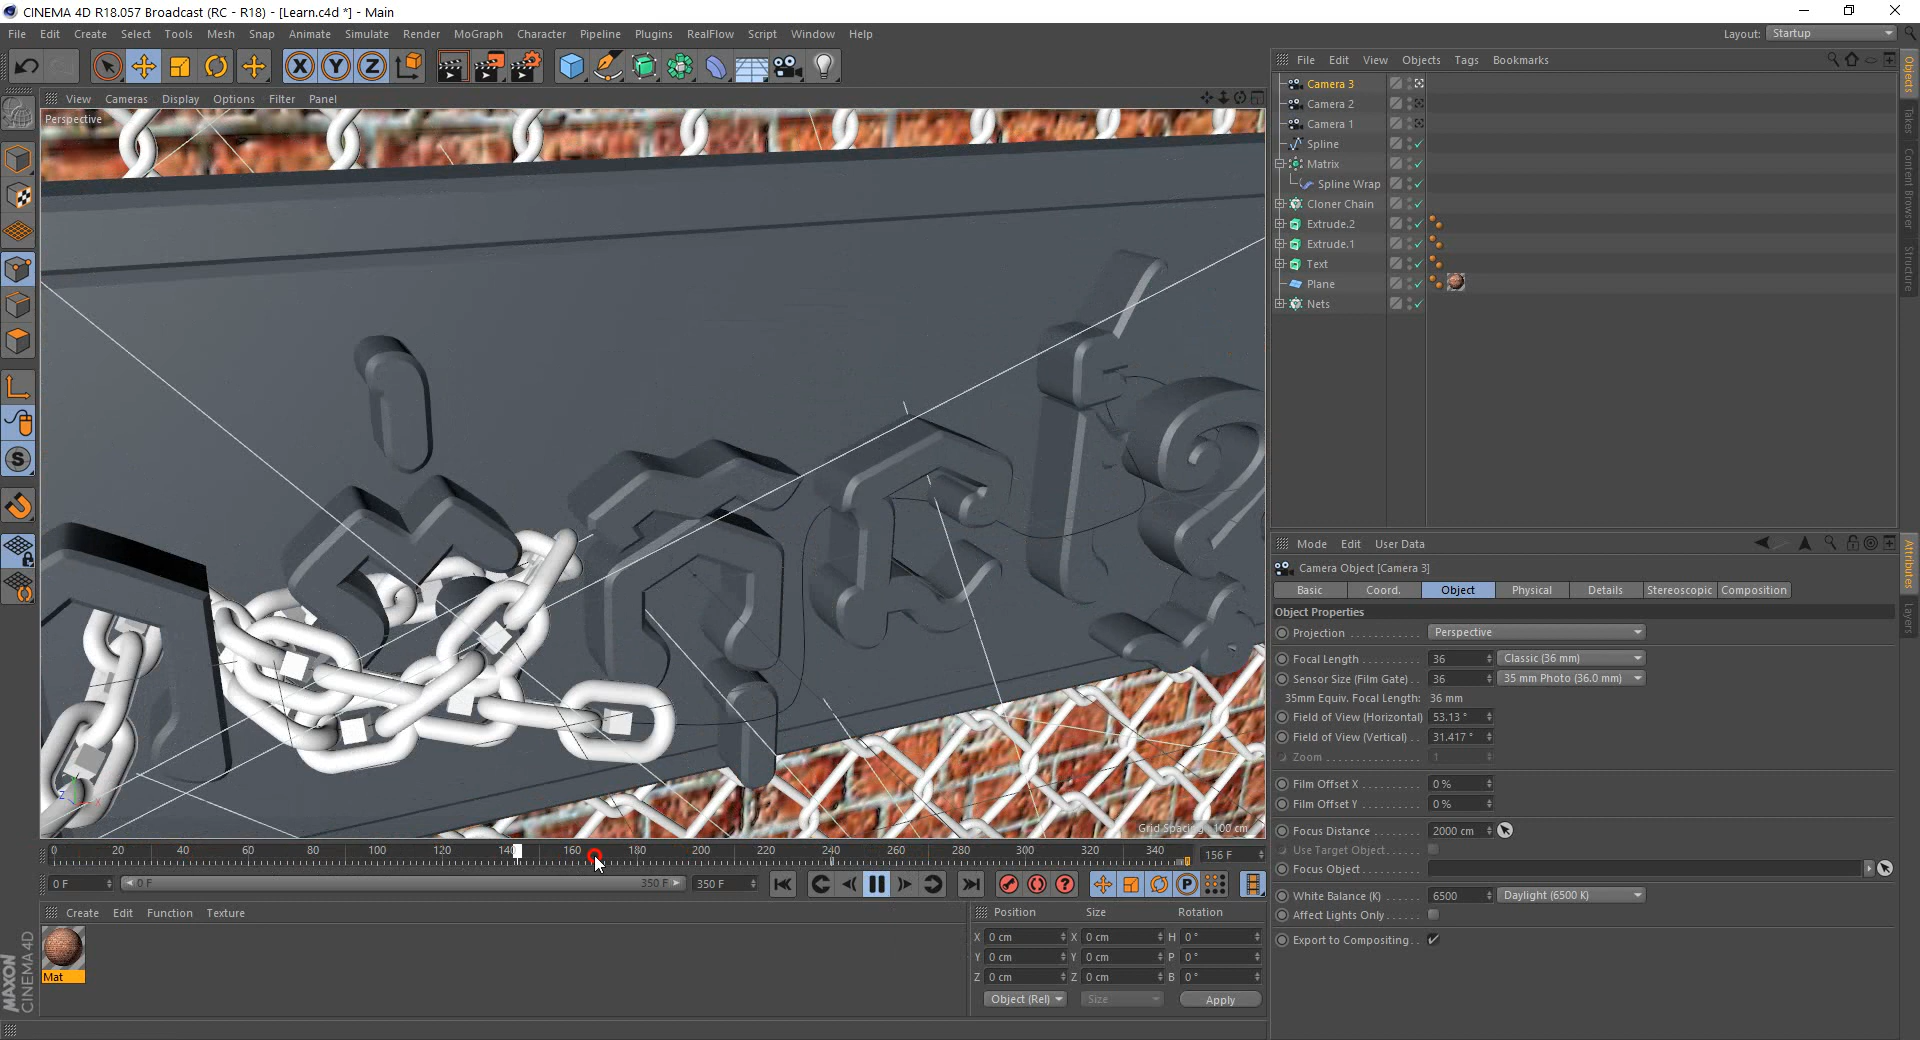 CINEMA 4D R18.057 Broadcast (RC - R18) - [Learn.c4d *] - Main
File Edit Create Select Tools Mesh Snap Animate Simulate Render MoGraph Character Pipeline Plugins RealFlow Script Window Help
Layout: Startup
File Edit View Objects Tags Bookmarks
View Cameras Display Options Filter Panel
Perspective
Camera 3
Camera 2
Camera 1
Spline
Matrix
Spline Wrap
Cloner Chain
Extrude.2
Extrude.1
Text
Plane
Nets
Objects
Takes
Content Browser
Structure
Mode Edit User Data
Camera Object [Camera 3]
Basic Coord. Object Physical Details Stereoscopic Composition
Object Properties
Projection Perspective
Focal Length 36 Classic (36 mm)
Sensor Size (Film Gate) 36 35 mm Photo (36.0 mm)
35mm Equiv. Focal Length: 36 mm
Field of View (Horizontal) 53.13 °
Field of View (Vertical) 31.417 °
Zoom 1
Film Offset X 0 %
Film Offset Y 0 %
Focus Distance 2000 cm
Use Target Object
Focus Object
White Balance (K) 6500 Daylight (6500 K)
Affect Lights Only
Export to Compositing
Attributes
Layers
X Y Z
0 20 40 60 80 100 120 160 180 200 220 240 260 280 300 320 340
156 F
0 F 0 F 350 F 350 F
Create Edit Function Texture
Mat
Position Size Rotation
X 0 cm X 0 cm H 0 °
Y 0 cm Y 0 cm P 0 °
Z 0 cm Z 0 cm B 0 °
Object (Rel) Size Apply
MAXON
CINEMA 4D